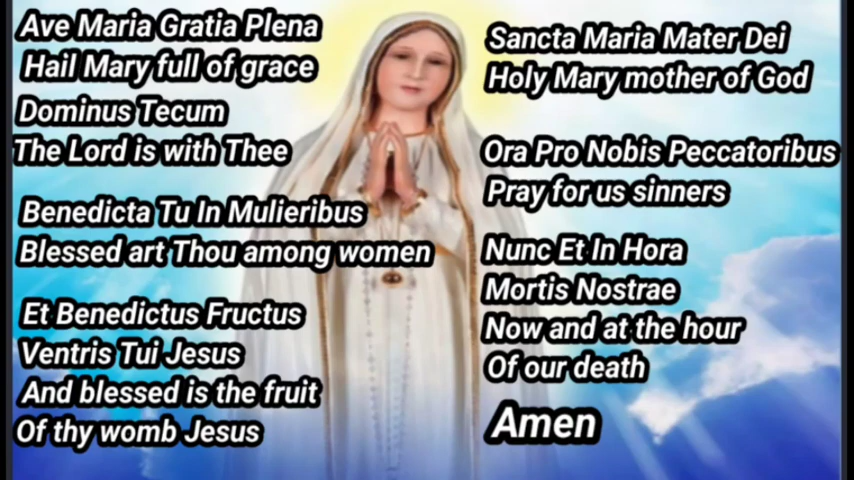 Ave Maria Gratia Plena
Hail Mary full of grace
Dominus Tecum
The Lord is with Thee
Benedicta Tu In Mulieribus
Blessed art Thou among women
Et Benedictus Fructus
Ventris Tui Jesus
And blessed is the fruit
Of thy womb Jesus
Sancta Maria Mater Dei
Holy Mary mother of God
Ora Pro Nobis Peccatoribus
Pray for us sinners
Nunc Et In Hora
Mortis Nostrae
Now and at the hour
Of our death
Amen